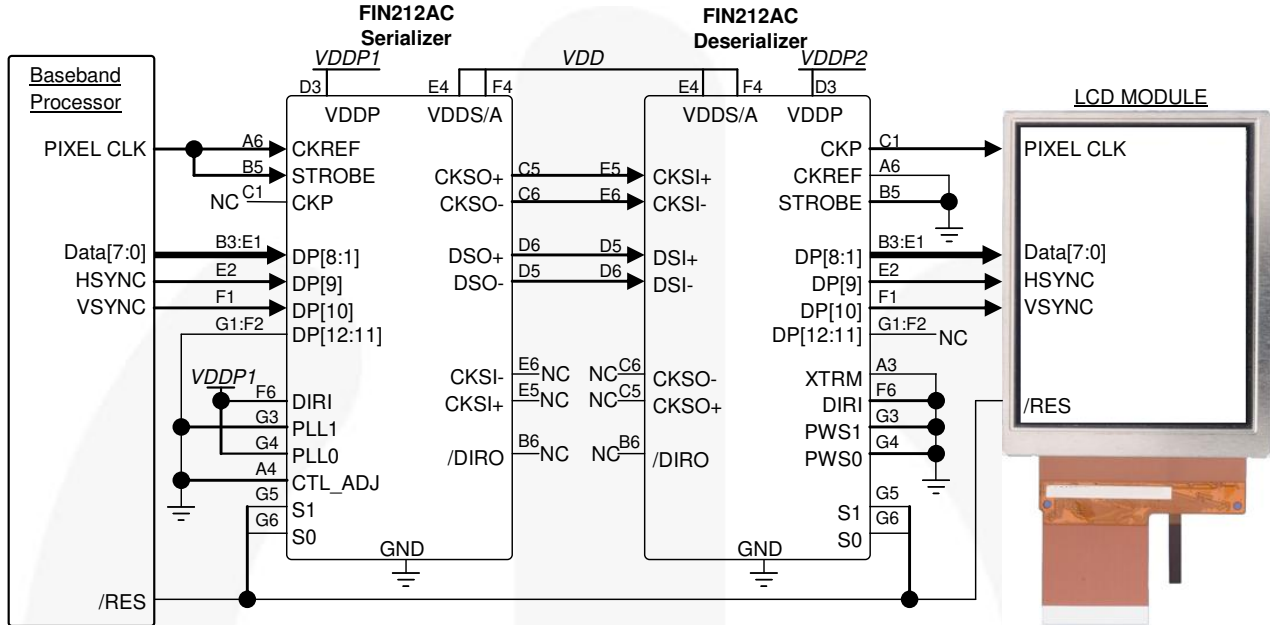 FIN212AC
Serializer
FIN212AC
Deserializer
VDDP1
VDD
VDDP2
D3
E4
F4
E4
F4
D3
Baseband
Processor
LCD MODULE
VDDP
VDDS/A
VDDS/A
VDDP
PIXEL CLK
A6
CKREF
B5
STROBE
NC
C1
CKP
Data[7:0]
B3:E1
DP[8:1]
HSYNC
E2
DP[9]
VSYNC
F1
DP[10]
G1:F2
DP[12:11]
VDDP1
F6
DIRI
G3
PLL1
G4
PLL0
A4
CTL_ADJ
G5
S1
G6
S0
/RES
CKSO+
C5
E5
CKSI+
CKSO-
C6
E6
CKSI-
DSO+
D6
D5
DSI+
DSO-
D5
D6
DSI-
CKSI-
E6
NC
NC
C6
CKSO-
CKSI+
E5
NC
NC
C5
CKSO+
/DIRO
B6
NC
NC
B6
/DIRO
GND
GND
CKP
C1
PIXEL CLK
CKREF
A6
STROBE
B5
DP[8:1]
B3:E1
Data[7:0]
DP[9]
E2
HSYNC
DP[10]
F1
VSYNC
DP[12:11]
G1:F2
NC
XTRM
A3
DIRI
F6
/RES
PWS1
G3
PWS0
G4
S1
G5
S0
G6